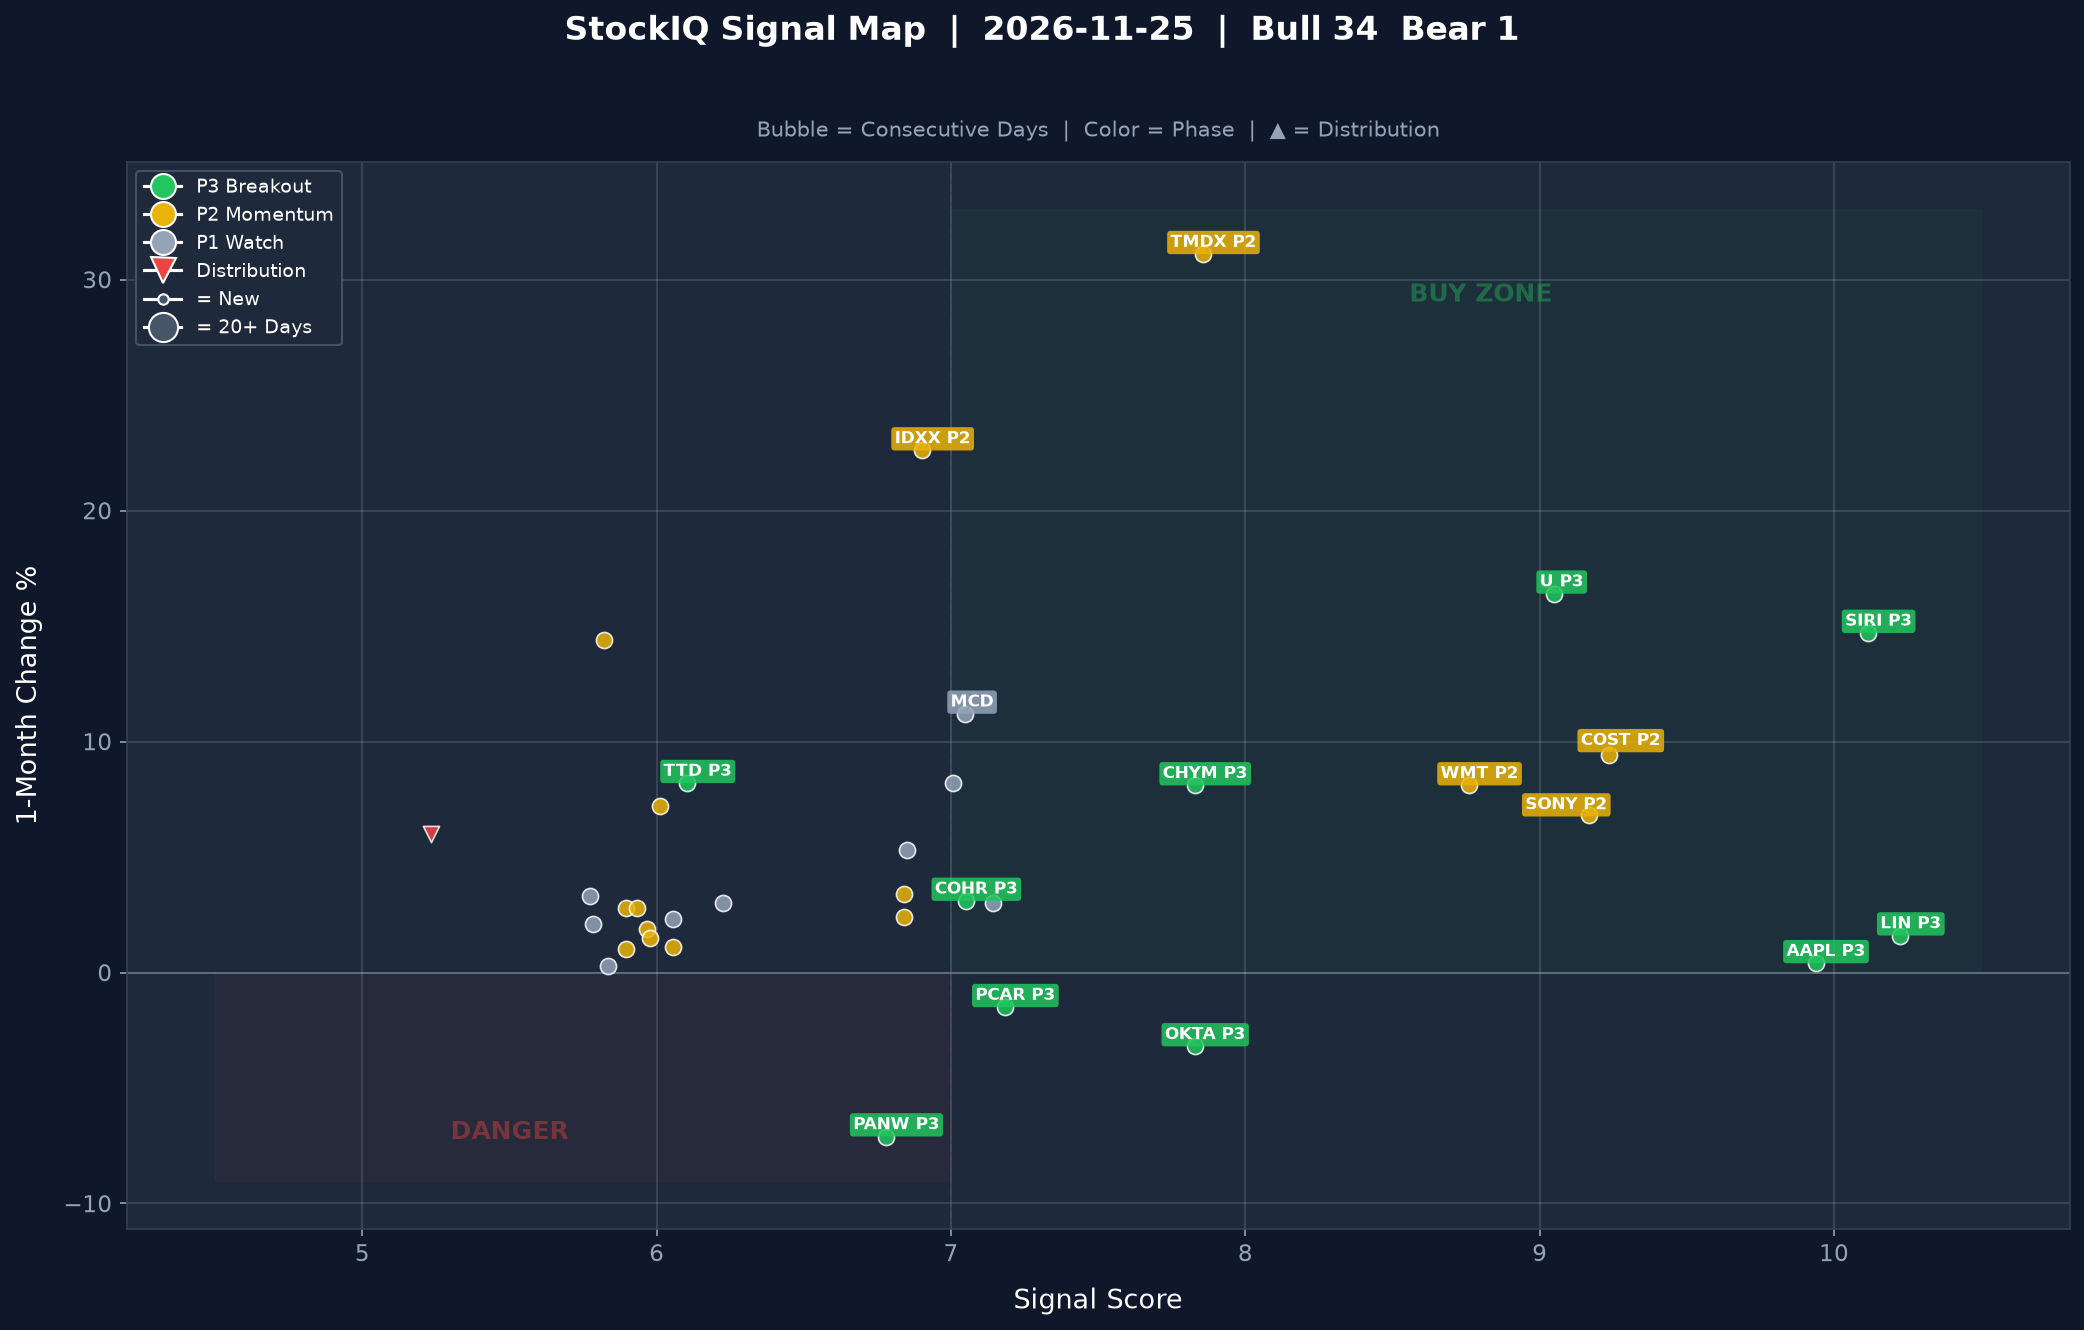 StockIQ Signal Map | 2026-11-25 | Bull 34 Bear 1
Bubble = Consecutive Days | Color = Phase | ▲ = Distribution
P3 Breakout
P2 Momentum
P1 Watch
Distribution
= New
= 20+ Days
TMDX P2
BUY ZONE
IDXX P2
U P3
SIRI P3
MCD
COST P2
TTD P3
CHYM P3
WMT P2
SONY P2
COHR P3
LIN P3
AAPL P3
PCAR P3
OKTA P3
PANW P3
DANGER
30
20
10
0
−10
1-Month Change %
5 6 7 8 9 10
Signal Score